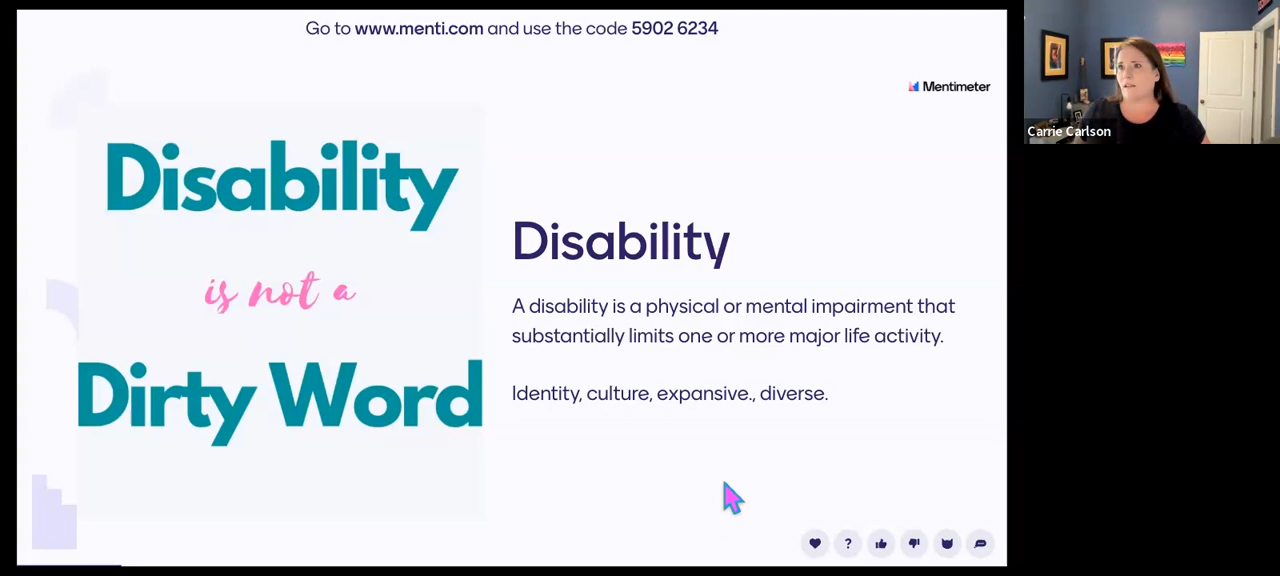 Go to www.menti.com and use the code 5902 6234
Mentimeter
Disability
is not a
Dirty Word
Disability
A disability is a physical or mental impairment that
substantially limits one or more major life activity.
Identity, culture, expansive., diverse.
?
Carrie Carlson